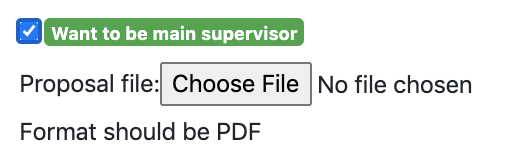 Want to be main supervisor
Proposal file: Choose File No file chosen
Format should be PDF